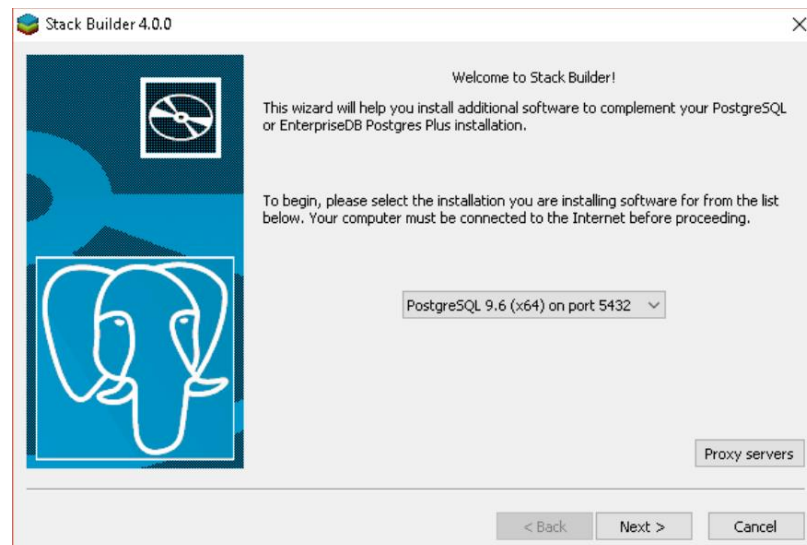 Stack Builder 4.0.0
Welcome to Stack Builder!
This wizard will help you install additional software to complement your PostgreSQL
or EnterpriseDB Postgres Plus installation.
To begin, please select the installation you are installing software for from the list
below. Your computer must be connected to the Internet before proceeding.
PostgreSQL 9.6 (x64) on port 5432
Proxy servers
< Back
Next >
Cancel